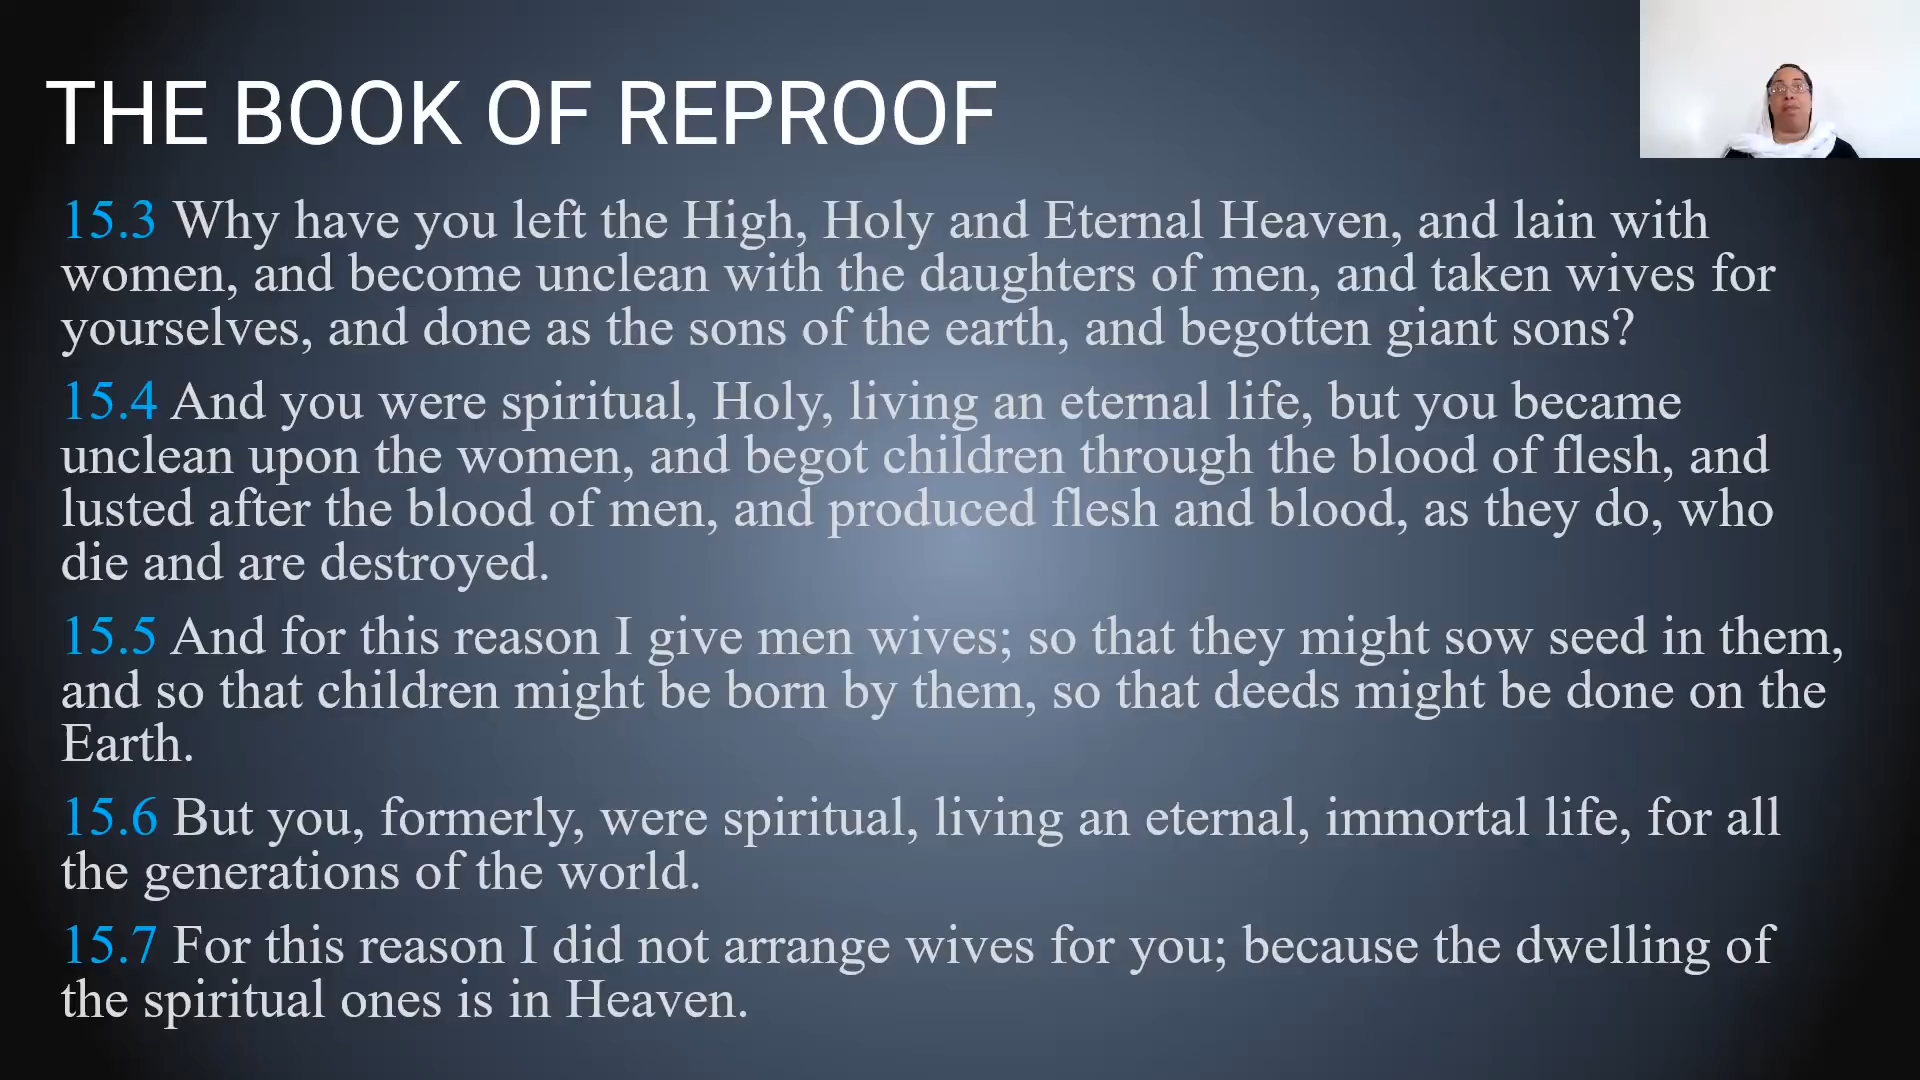 THE BOOK OF REPROOF
15.3 Why have you left the High, Holy and Eternal Heaven, and lain with
women, and become unclean with the daughters of men, and taken wives for
yourselves, and done as the sons of the earth, and begotten giant sons?
15.4 And you were spiritual, Holy, living an eternal life, but you became
unclean upon the women, and begot children through the blood of flesh, and
lusted after the blood of men, and produced flesh and blood, as they do, who
die and are destroyed.
15.5 And for this reason I give men wives; so that they might sow seed in them,
and so that children might be born by them, so that deeds might be done on the
Earth.
15.6 But you, formerly, were spiritual, living an eternal, immortal life, for all
the generations of the world.
15.7 For this reason I did not arrange wives for you; because the dwelling of
the spiritual ones is in Heaven.